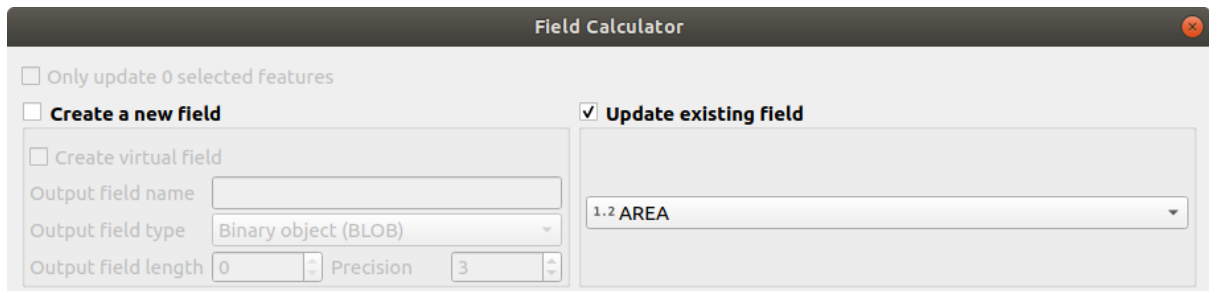 Field Calculator
Only update 0 selected features
Create a new field
Update existing field
Create virtual field
Output field name
1.2 AREA
Output field type Binary object (BLOB)
Output field length 0 Precision 3